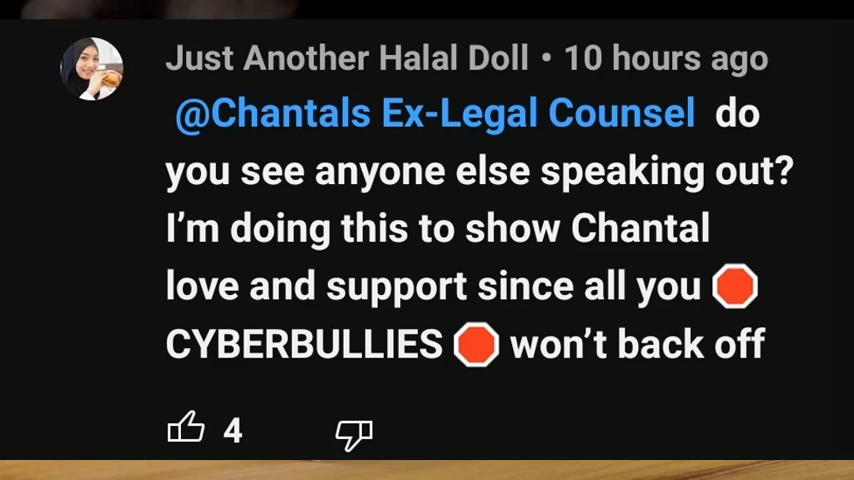 Just Another Halal Doll • 10 hours ago
@Chantals Ex-Legal Counsel do
you see anyone else speaking out?
I’m doing this to show Chantal
love and support since all you 🛑
CYBERBULLIES 🛑 won’t back off
4